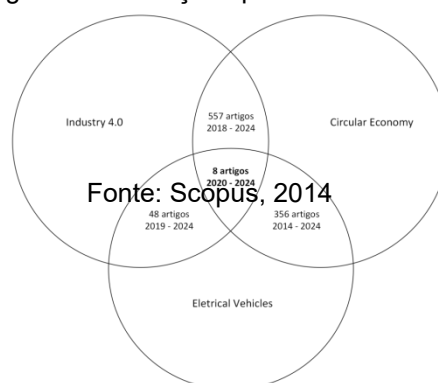 Industry 4.0
557 artigos
2018 - 2024
Circular Economy
8 artigos
2020 - 2024
Fonte: Scopus, 2014
48 artigos
2019 - 2024
356 artigos
2014 - 2024
Eletrical Vehicles